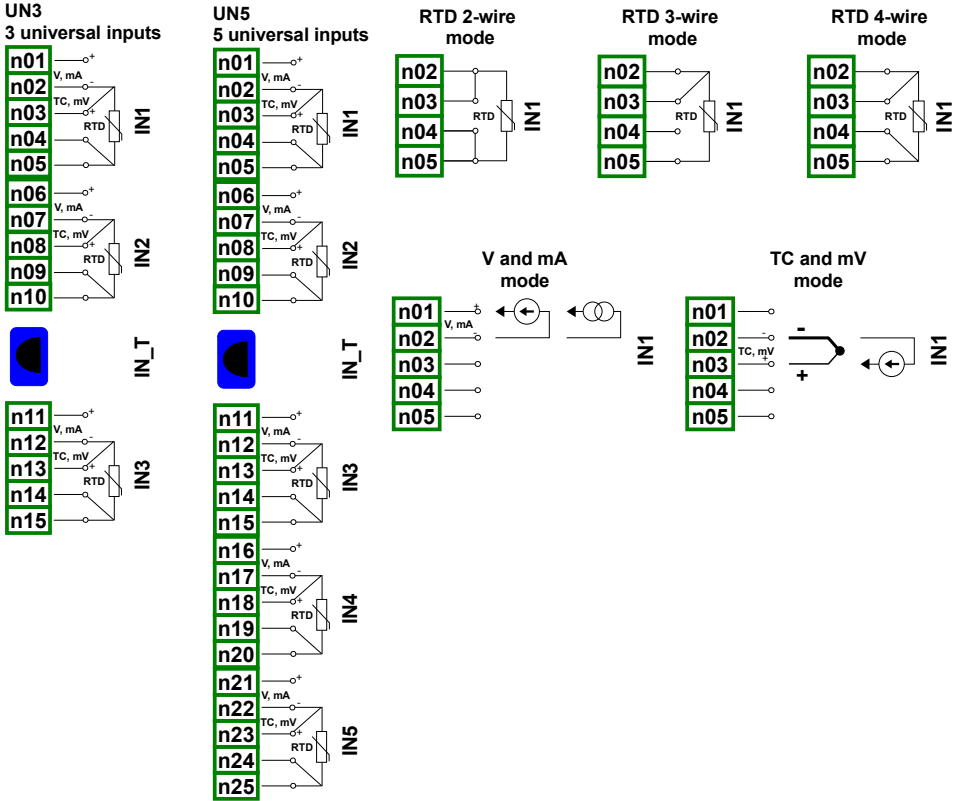 UN3
3 universal inputs
n01
+
V, mA
n02
-
TC, mV
n03
+
RTD
n04
n05
IN1
n06
+
V, mA
n07
-
TC, mV
n08
+
RTD
n09
n10
IN2
IN_T
n11
+
V, mA
n12
-
TC, mV
n13
+
RTD
n14
n15
IN3
UN5
5 universal inputs
n01
+
V, mA
n02
-
TC, mV
n03
+
RTD
n04
n05
IN1
n06
+
V, mA
n07
-
TC, mV
n08
+
RTD
n09
n10
IN2
IN_T
n11
+
V, mA
n12
-
TC, mV
n13
+
RTD
n14
n15
IN3
n16
+
V, mA
n17
-
TC, mV
n18
+
RTD
n19
n20
IN4
n21
+
V, mA
n22
-
TC, mV
n23
+
RTD
n24
n25
IN5
RTD 2-wire
mode
n02
n03
RTD
n04
n05
IN1
RTD 3-wire
mode
n02
n03
RTD
n04
n05
IN1
RTD 4-wire
mode
n02
n03
RTD
n04
n05
IN1
V and mA
mode
n01
+
V, mA
n02
-
n03
n04
n05
IN1
TC and mV
mode
n01
n02
-
-
TC, mV
n03
+
+
n04
n05
IN1